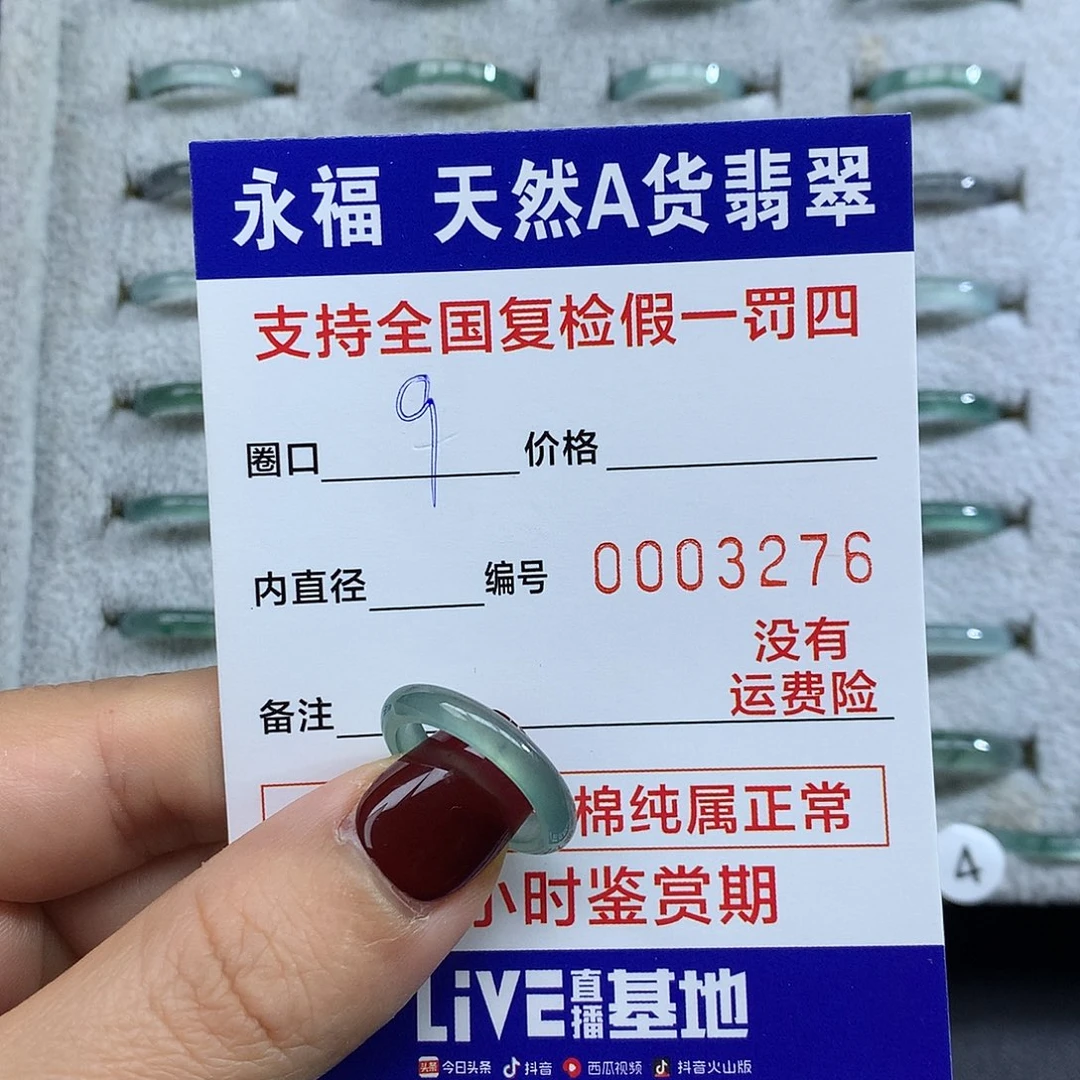 永福 天然A货翡翠
支持全国复检假一罚四
圈口 9 价格
内直径 编号 0003276
没有
运费险
备注
棉纯属正常
小时鉴赏期
LiVE直播基地
头条 今日头条 抖音 西瓜视频 抖音火山版
4